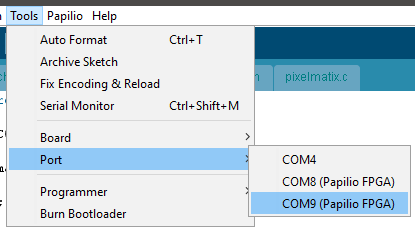 Tools Papilio Help
pixelmatix.c
Auto Format Ctrl+T
Archive Sketch
Fix Encoding & Reload
Serial Monitor Ctrl+Shift+M
Board
Port
COM4
COM8 (Papilio FPGA)
COM9 (Papilio FPGA)
Programmer
Burn Bootloader